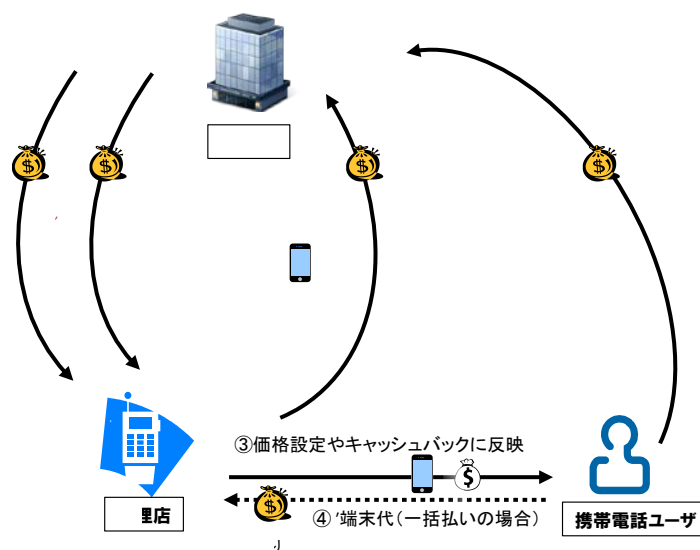 ③価格設定やキャッシュバックに反映
理店
④'端末代（一括払いの場合）
携帯電話ユーザ